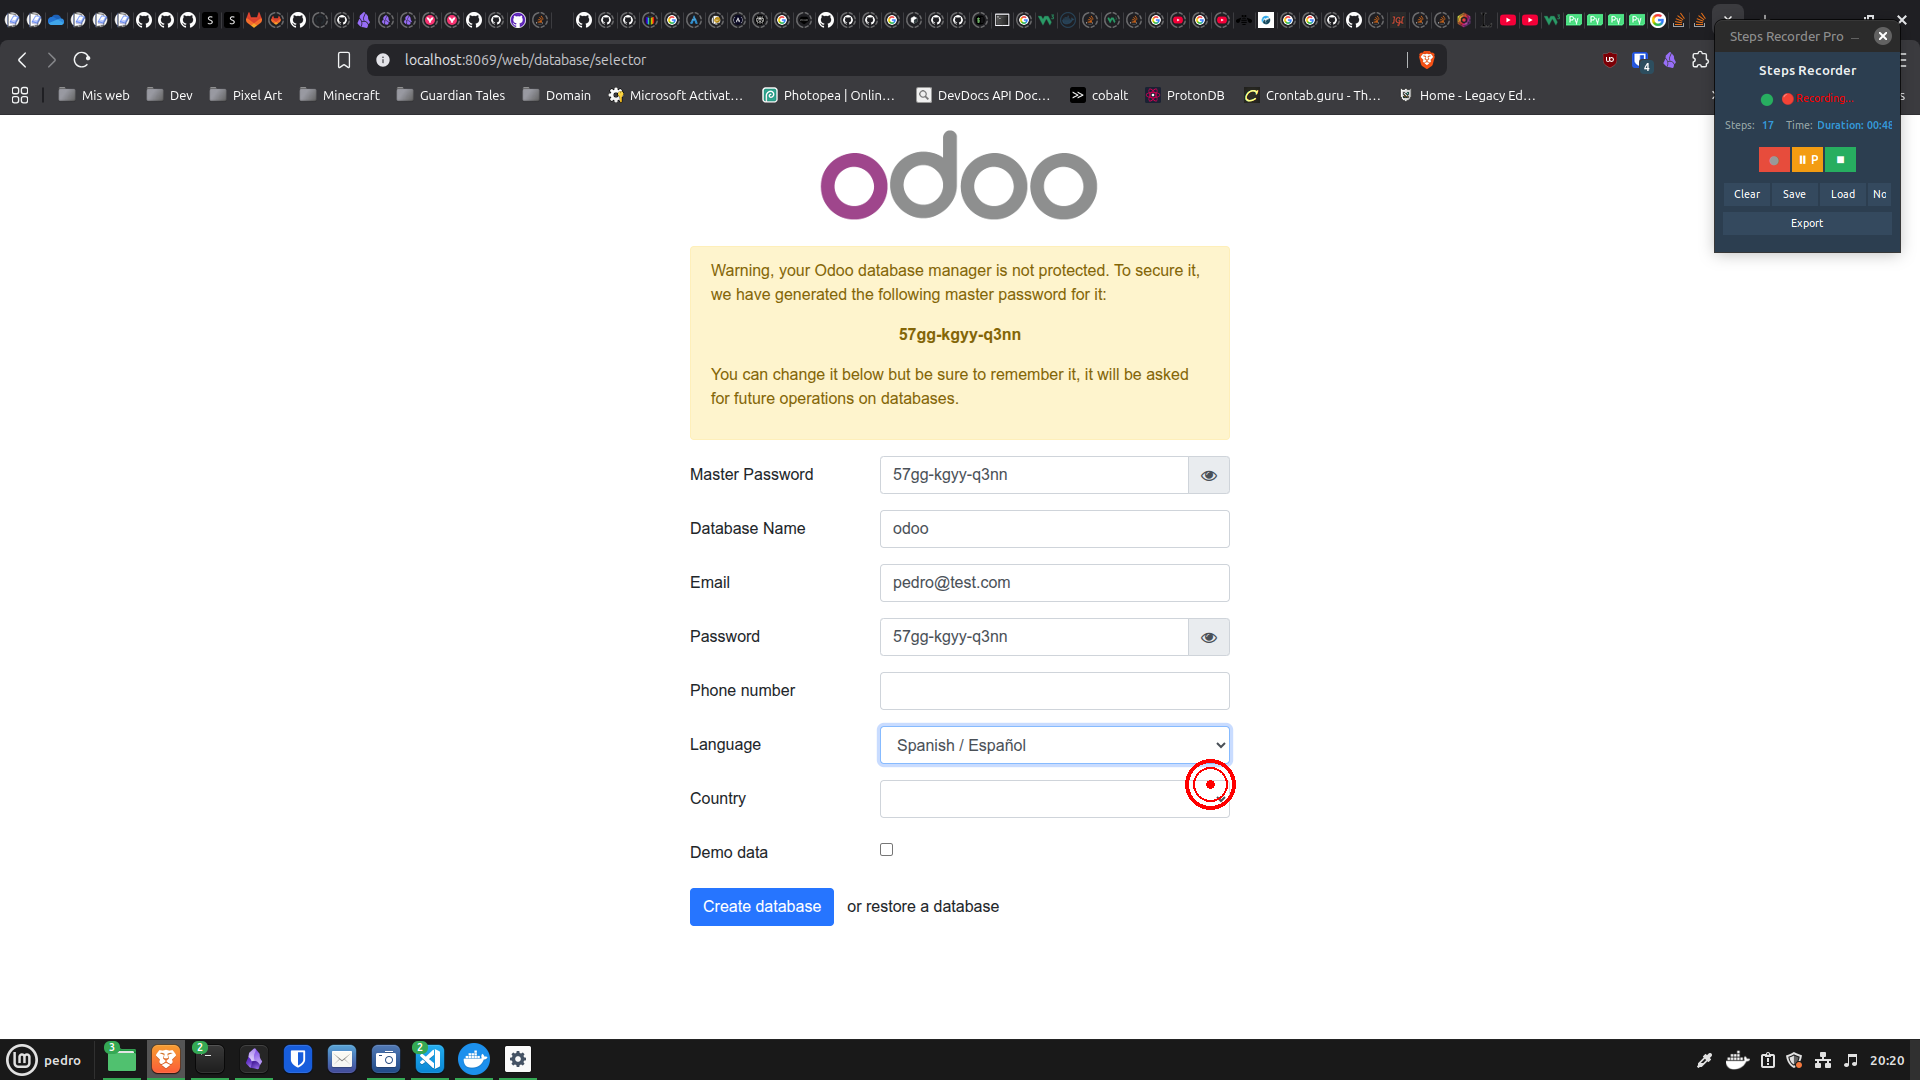 Steps Recorder Pro
localhost:8069/web/database/selector
4
Steps Recorder
Mis web
Dev
Pixel Art
Minecraft
Guardian Tales
Domain
Microsoft Activat...
Photopea | Onlin...
DevDocs API Doc...
cobalt
ProtonDB
Crontab.guru - Th...
Home - Legacy Ed...
Recording...
Steps: 17 Time: Duration: 00:48
P
Clear Save Load No
Export
odoo
Warning, your Odoo database manager is not protected. To secure it,
we have generated the following master password for it:
57gg-kgyy-q3nn
You can change it below but be sure to remember it, it will be asked
for future operations on databases.
Master Password 57gg-kgyy-q3nn
Database Name odoo
Email pedro@test.com
Password 57gg-kgyy-q3nn
Phone number
Language Spanish / Español
Country
Demo data
Create database or restore a database
pedro
3
2
2
20:20